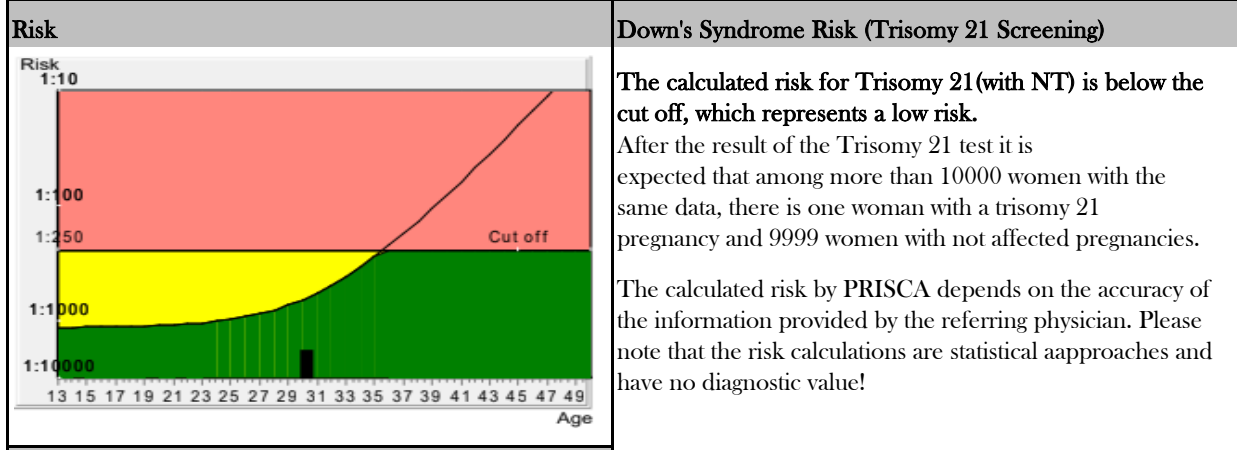 Risk
Down's Syndrome Risk (Trisomy 21 Screening)
Risk
1:10
1:100
1:250
Cut off
1:1000
1:10000
13 15 17 19 21 23 25 27 29 31 33 35 37 39 41 43 45 47 49
Age
The calculated risk for Trisomy 21(with NT) is below the
cut off, which represents a low risk.
After the result of the Trisomy 21 test it is
expected that among more than 10000 women with the
same data, there is one woman with a trisomy 21
pregnancy and 9999 women with not affected pregnancies.
The calculated risk by PRISCA depends on the accuracy of
the information provided by the referring physician. Please
note that the risk calculations are statistical aapproaches and
have no diagnostic value!